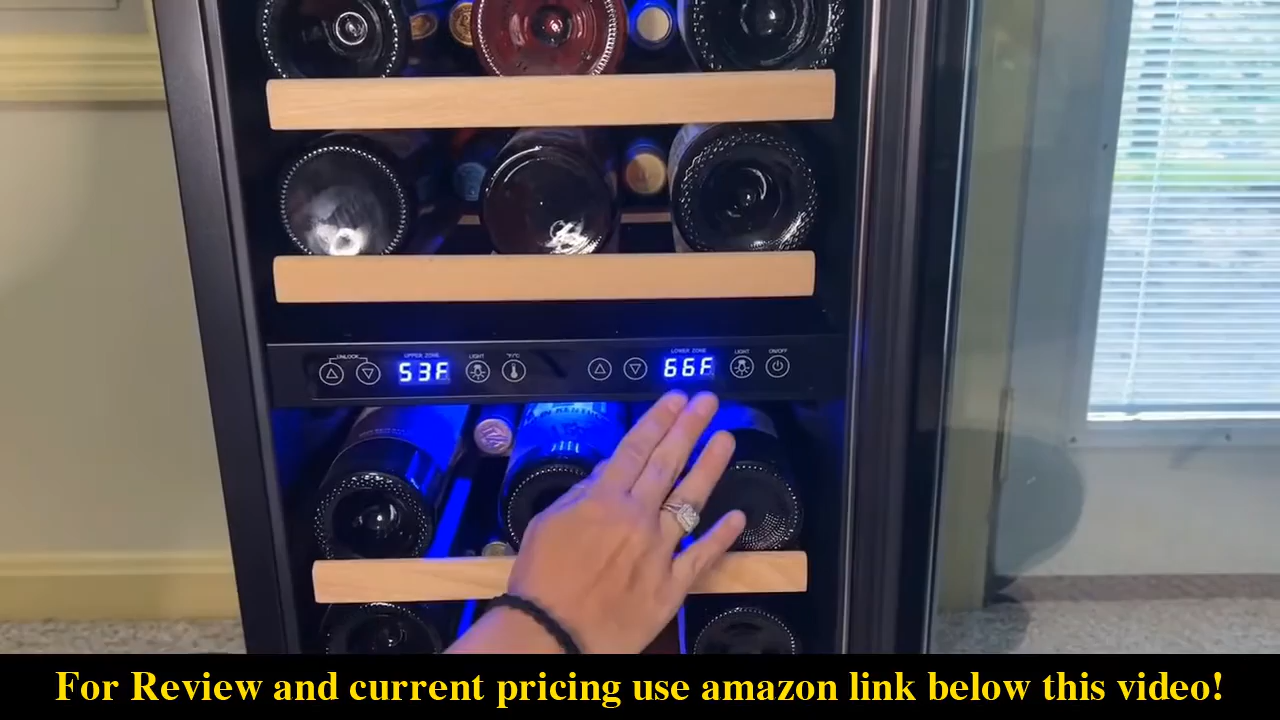 UNLOCK
UPPER ZONE
LIGHT
°F/°C
LOWER ZONE
LIGHT
ON/OFF
53F
66F
For Review and current pricing use amazon link below this video!